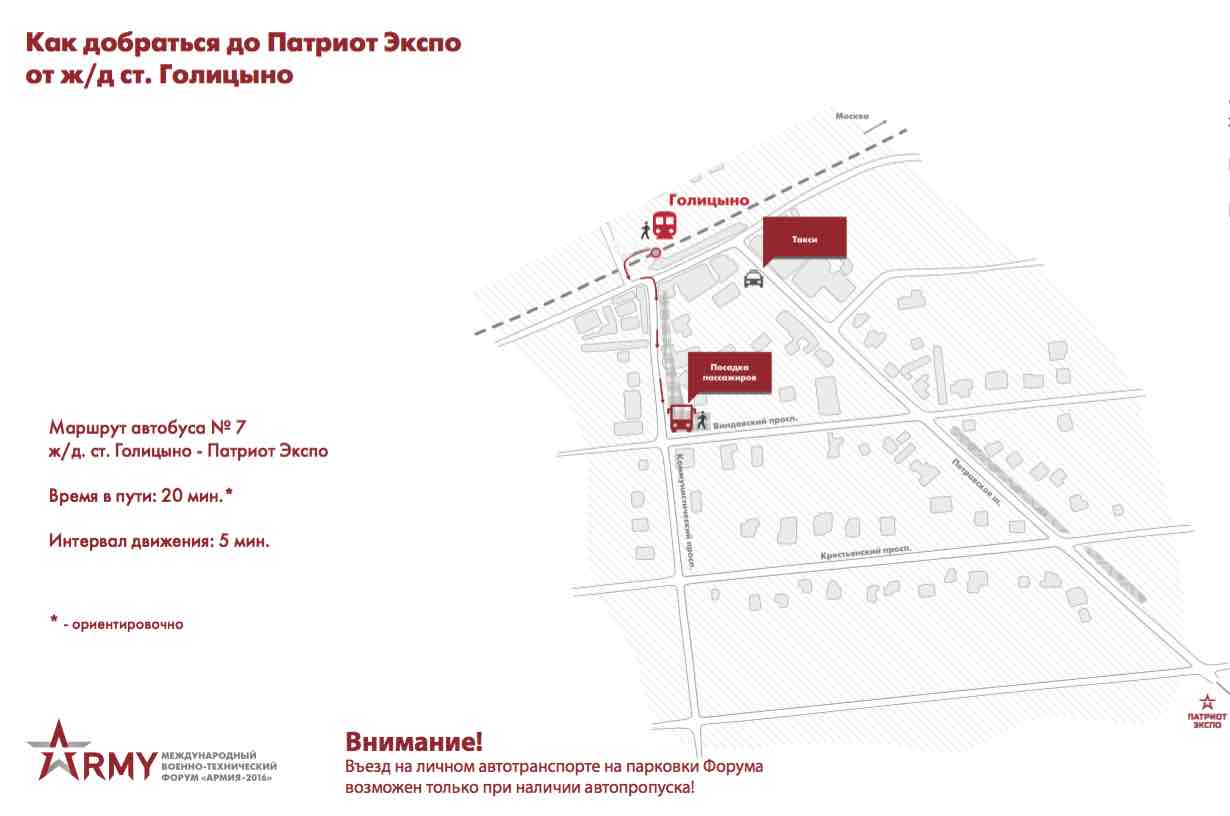 Как добраться до Патриот Экспо
от ж/д ст. Голицыно
Москва
Голицыно
Такси
Посадка
пассажиров
Виндавский просп.
Коммунистический просп.
Петровское ш.
Крестьянский просп.
Маршрут автобуса № 7
ж/д. ст. Голицыно - Патриот Экспо
Время в пути: 20 мин.*
Интервал движения: 5 мин.
* - ориентировочно
ПАТРИОТ
ЭКСПО
ARMY
МЕЖДУНАРОДНЫЙ
ВОЕННО-ТЕХНИЧЕСКИЙ
ФОРУМ «АРМИЯ-2016»
Внимание!
Въезд на личном автотранспорте на парковки Форума
возможен только при наличии автопропуска!